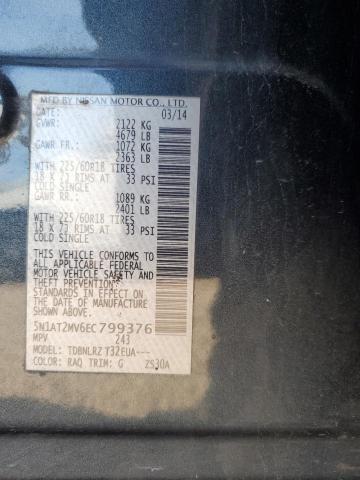 MFD BY NISSAN MOTOR CO., LTD.
DATE: 03/14
GVWR: 2122 KG
4679 LB
GAWR FR.: 1072 KG
2363 LB
WITH 225/60R18 TIRES
18 X 7J RIMS AT 33 PSI
COLD SINGLE
GAWR RR.: 1089 KG
2401 LB
WITH 225/60R18 TIRES
18 X 7J RIMS AT 33 PSI
COLD SINGLE
THIS VEHICLE CONFORMS TO
ALL APPLICABLE FEDERAL
MOTOR VEHICLE SAFETY AND
THEFT PREVENTION
STANDARDS IN EFFECT ON
THE DATE OF MANUFACTURE
SHOWN ABOVE.
5N1AT2MV6EC799376
MPV 243
MODEL: TDBNLRZ T32EUA---
COLOR: RAQ TRIM: G ZS30A